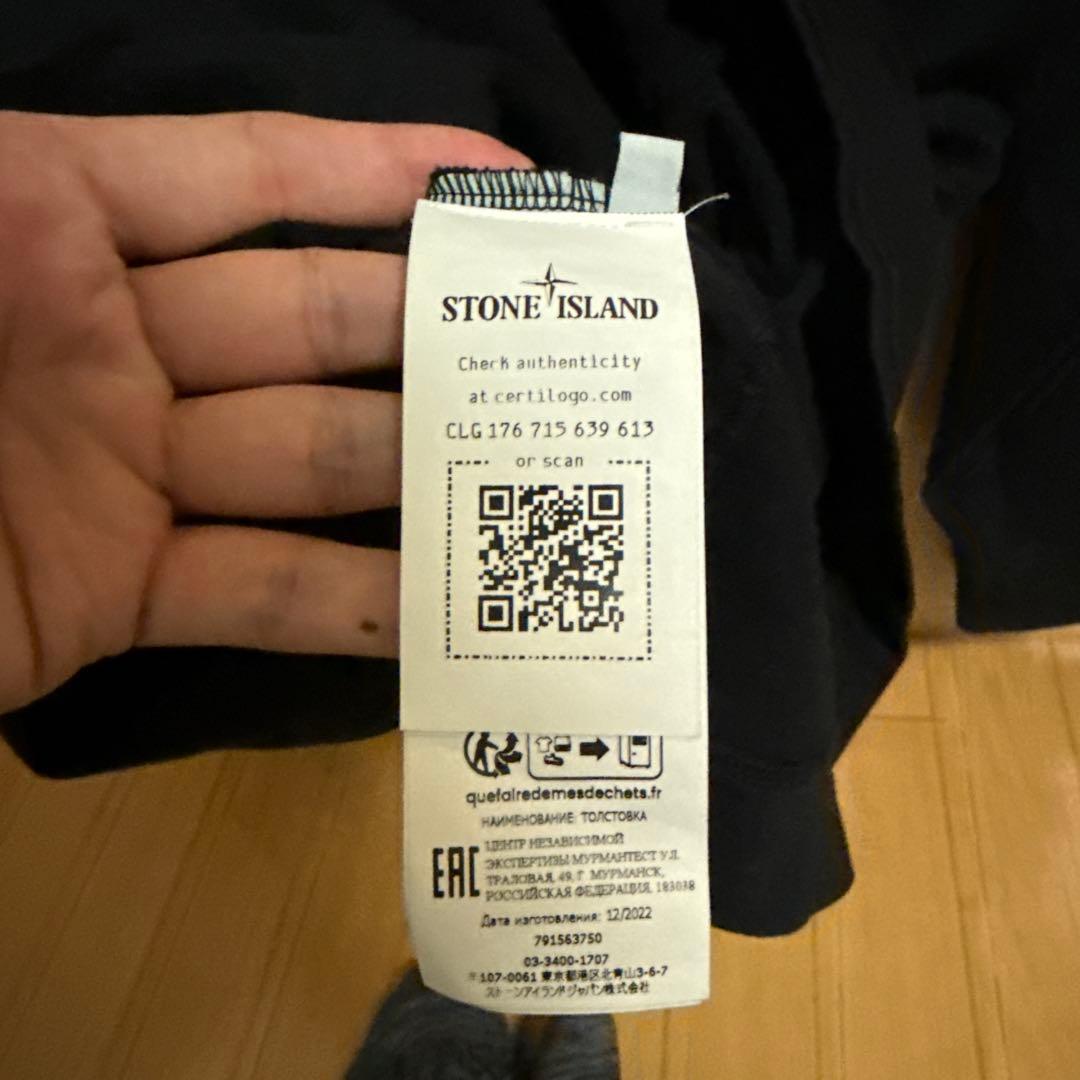 STONE ISLAND
Check authenticity
at certilogo.com
CLG 176 715 639 613
or scan
quefairedemesdechets.fr
НАИМЕНОВАНИЕ: ТОЛСТОВКА
EAC
ЦЕНТР НЕЗАВИСИМОЙ
ЭКСПЕРТИЗЫ МУРМАНТЕСТ УЛ.
ТРАЛОВАЯ, 49, Г. МУРМАНСК,
РОССИЙСКАЯ ФЕДЕРАЦИЯ, 183038
Дата изготовления: 12/2022
791563750
03-3400-1707
〒107-0061 東京都港区北青山3-6-7
ストーンアイランドジャパン株式会社